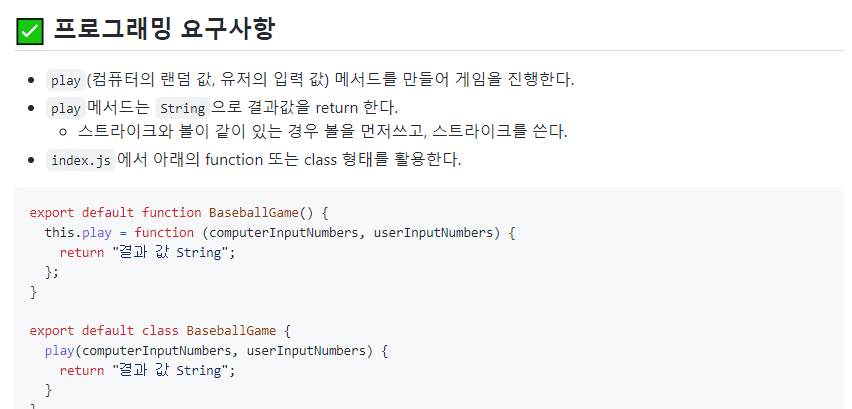 ✅ 프로그래밍 요구사항
play(컴퓨터의 랜덤 값, 유저의 입력 값) 메서드를 만들어 게임을 진행한다.
play 메서드는 String 으로 결과값을 return 한다.
스트라이크와 볼이 같이 있는 경우 볼을 먼저쓰고, 스트라이크를 쓴다.
index.js에서 아래의 function 또는 class 형태를 활용한다.
export default function BaseballGame() {
this.play = function (computerInputNumbers, userInputNumbers) {
return "결과 값 String";
};
}
export default class BaseballGame {
play(computerInputNumbers, userInputNumbers) {
return "결과 값 String";
}